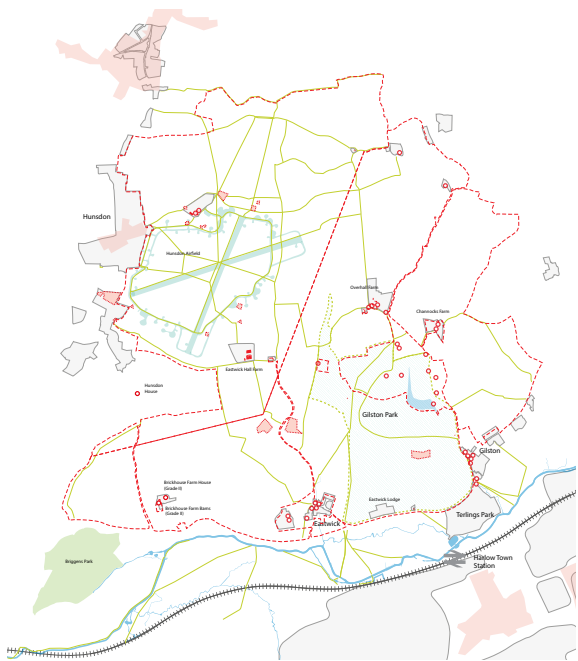 Hunsdon
Hunsdon Airfield
Overhall Farm
Channocks Farm
Eastwick Hall Farm
Hunsdon
House
Gilston Park
Gilston
Brickhouse Farm House
(Grade II)
Brickhouse Farm Barns
(Grade II)
Eastwick Lodge
Eastwick
Terlings Park
Briggens Park
Harlow Town
Station